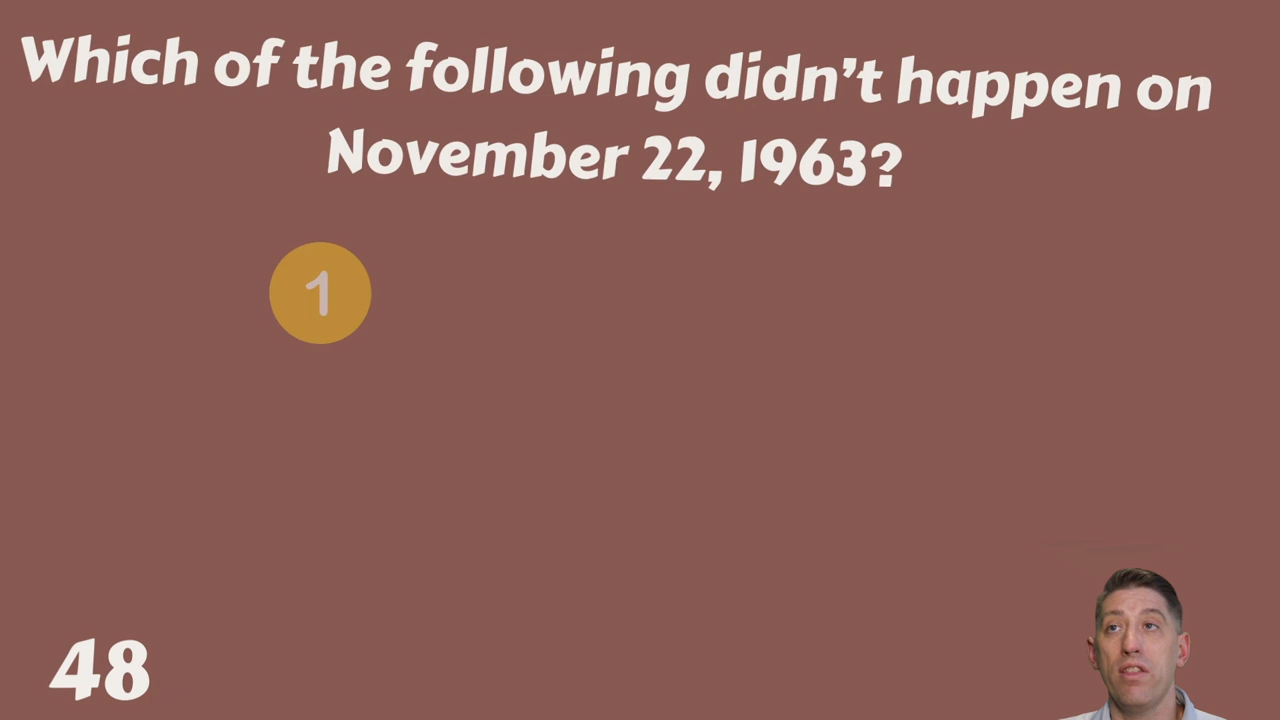 Which of the following didn't happen on
November 22, 1963?
1
48